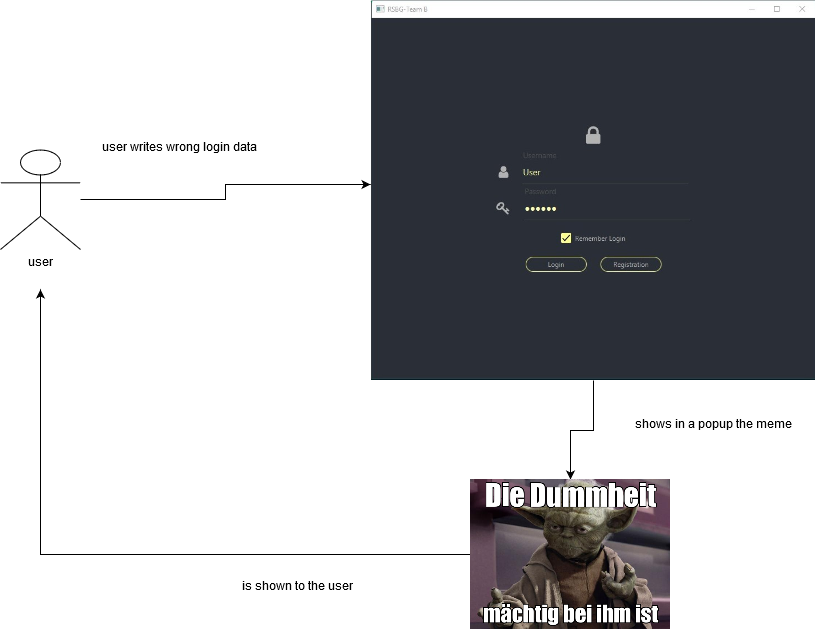 RSBG-Team B
user writes wrong login data
Username
User
Password
Remember Login
user
Login
Registration
shows in a popup the meme
Die Dummheit
is shown to the user
mächtig bei ihm ist